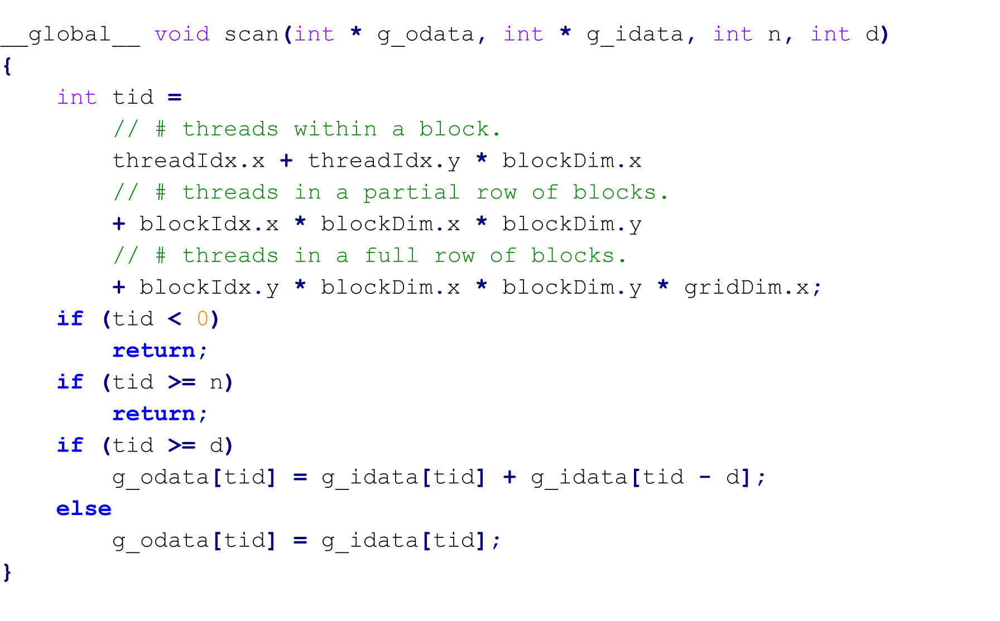 __global__ void scan(int * g_odata, int * g_idata, int n, int d)
{
    int tid =
        // # threads within a block.
        threadIdx.x + threadIdx.y * blockDim.x
        // # threads in a partial row of blocks.
        + blockIdx.x * blockDim.x * blockDim.y
        // # threads in a full row of blocks.
        + blockIdx.y * blockDim.x * blockDim.y * gridDim.x;
    if (tid < 0)
        return;
    if (tid >= n)
        return;
    if (tid >= d)
        g_odata[tid] = g_idata[tid] + g_idata[tid - d];
    else
        g_odata[tid] = g_idata[tid];
}